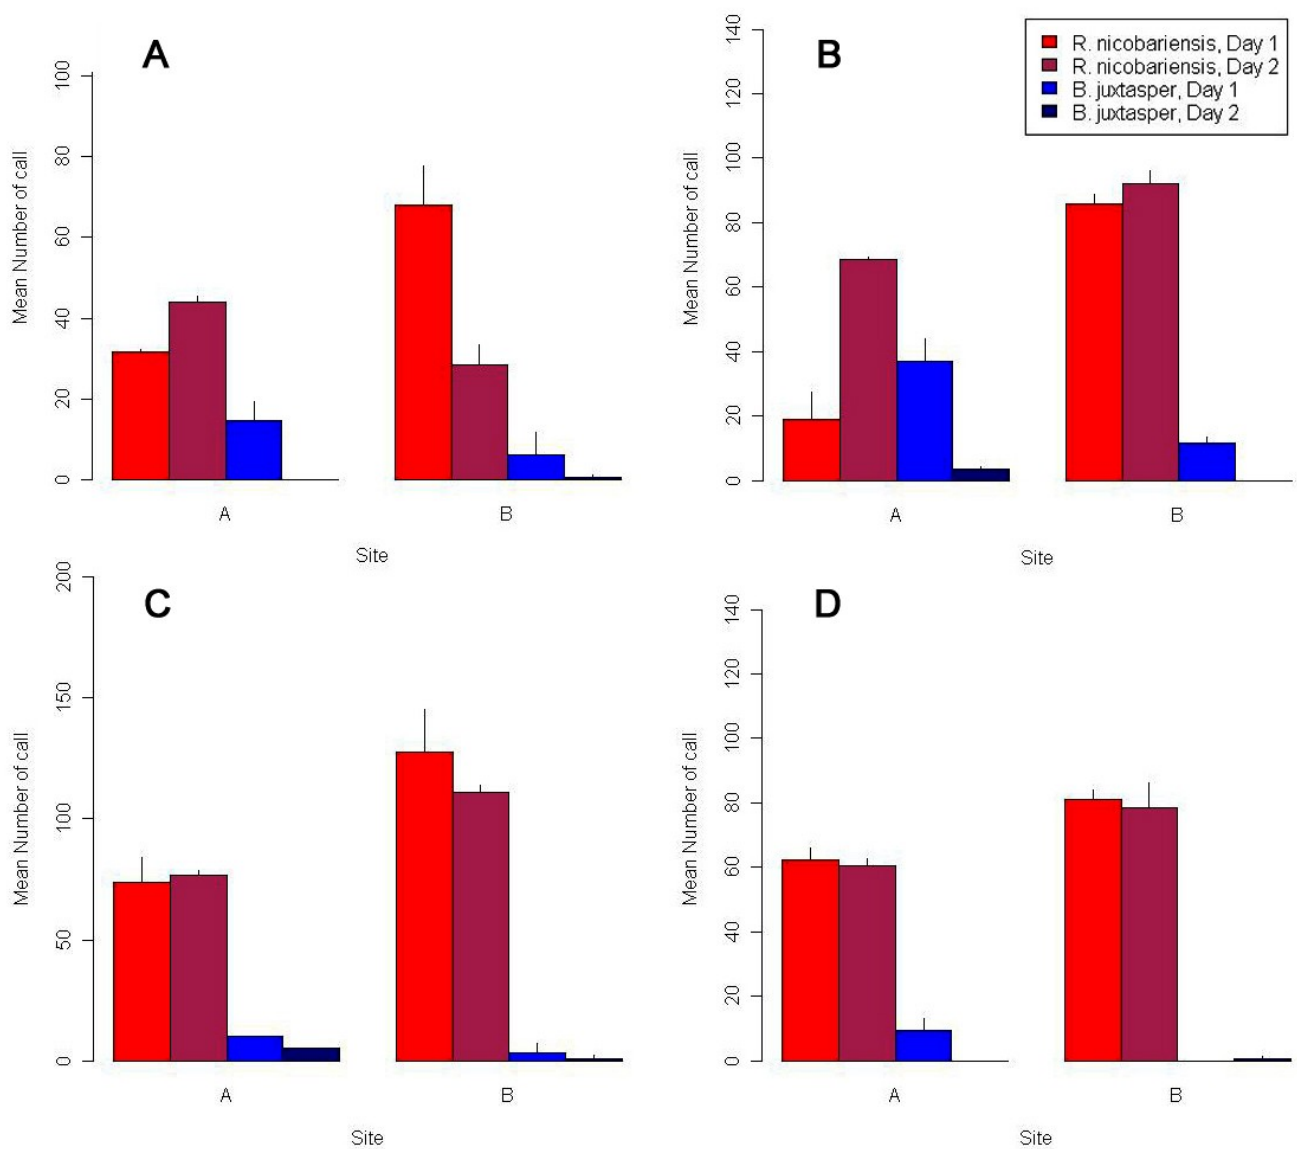 A
Mean Number of call
100
80
60
40
20
0
A
B
Site
B
Mean Number of call
140
120
100
80
60
40
20
0
A
B
Site
R. nicobariensis, Day 1
R. nicobariensis, Day 2
B. juxtasper, Day 1
B. juxtasper, Day 2
C
Mean Number of call
200
150
100
50
0
A
B
Site
D
Mean Number of call
140
120
100
80
60
40
20
0
A
B
Site